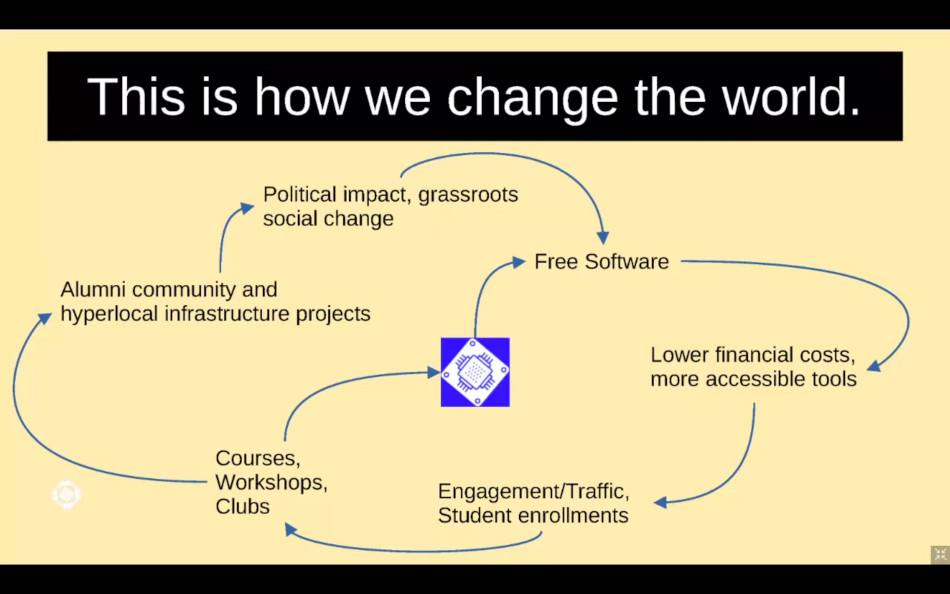 This is how we change the world.
Political impact, grassroots
social change
Free Software
Alumni community and
hyperlocal infrastructure projects
Lower financial costs,
more accessible tools
Courses,
Workshops,
Clubs
Engagement/Traffic,
Student enrollments